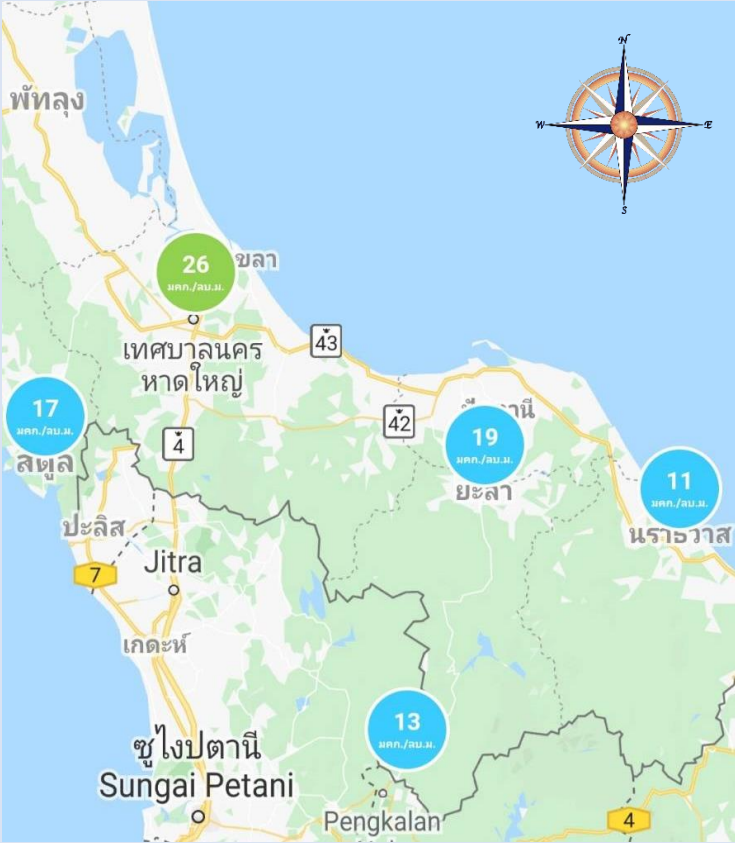 N
W
E
S
พัทลุง
26
มคก./ลบ.ม.
ขลา
เทศบาลนคร
หาดใหญ่
43
17
มคก./ลบ.ม.
สตูล
42
4
19
มคก./ลบ.ม.
านี
ยะลา
11
มคก./ลบ.ม.
นราธิวาส
ปะลิส
7
Jitra
เกดะห์
13
มคก./ลบ.ม.
ซูไงปตานี
Sungai Petani
Pengkalan
4